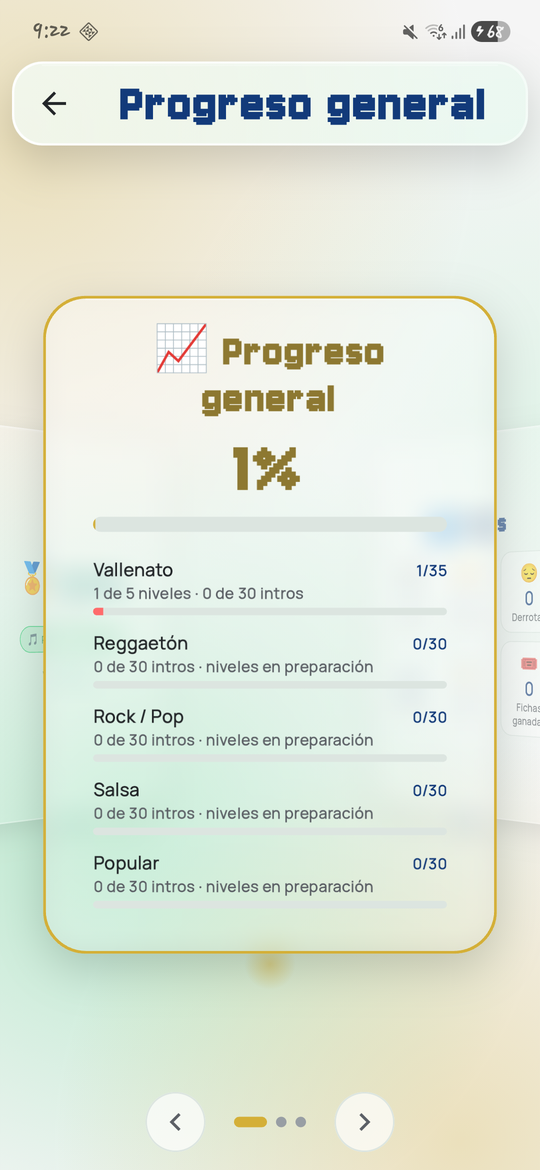 9:22
68
Progreso general
Progreso
general
1%
Vallenato 1/35
1 de 5 niveles · 0 de 30 intros
Reggaetón 0/30
0 de 30 intros · niveles en preparación
Rock / Pop 0/30
0 de 30 intros · niveles en preparación
Salsa 0/30
0 de 30 intros · niveles en preparación
Popular 0/30
0 de 30 intros · niveles en preparación
s
0
Derrota
0
Fichas
ganada